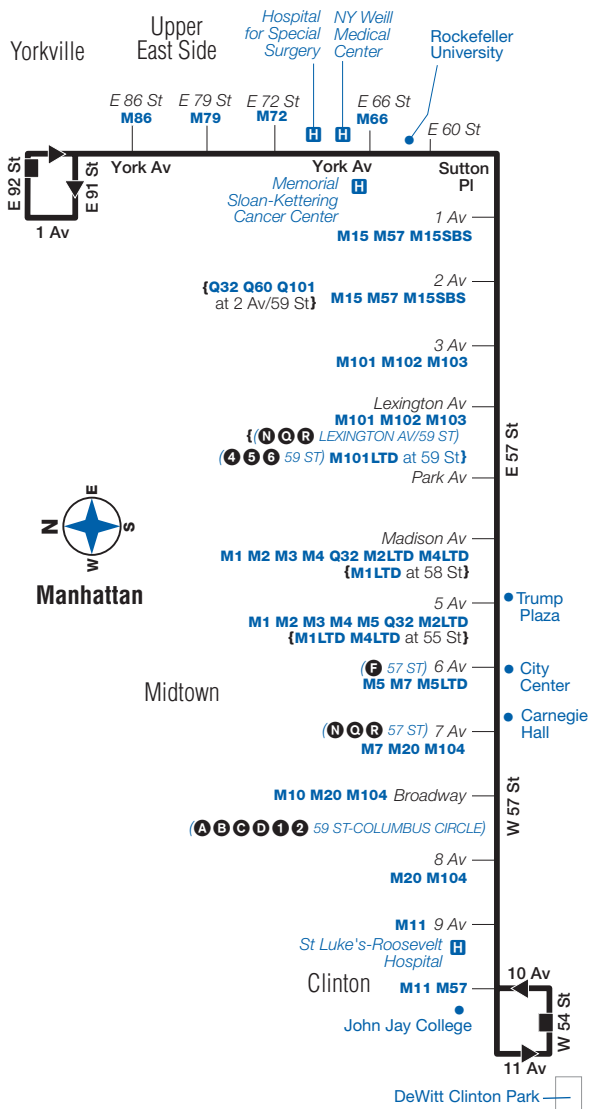 Yorkville
Upper
East Side
Hospital
for Special
Surgery
NY Weill
Medical
Center
Rockefeller
University
E 86 St
M86
E 79 St
M79
E 72 St
M72
H
H
E 66 St
M66
E 60 St
E 92 St
E 91 St
1 Av
York Av
York Av
Sutton
Pl
Memorial
Sloan-Kettering
Cancer Center
H
1 Av
M15 M57 M15SBS
2 Av
{Q32 Q60 Q101
at 2 Av/59 St}
M15 M57 M15SBS
3 Av
M101 M102 M103
Lexington Av
M101 M102 M103
{(N Q R LEXINGTON AV/59 ST)
(4 5 6 59 ST) M101LTD at 59 St}
E 57 St
Park Av
N
E
S
W
Manhattan
Madison Av
M1 M2 M3 M4 Q32 M2LTD M4LTD
{M1LTD at 58 St}
5 Av
M1 M2 M3 M4 M5 Q32 M2LTD
{M1LTD M4LTD at 55 St}
Trump
Plaza
Midtown
(F 57 ST) 6 Av
M5 M7 M5LTD
City
Center
(N Q R 57 ST) 7 Av
M7 M20 M104
Carnegie
Hall
M10 M20 M104 Broadway
(A B C D 1 2 59 ST-COLUMBUS CIRCLE)
W 57 St
8 Av
M20 M104
M11 9 Av
St Luke's-Roosevelt
Hospital
H
Clinton
M11 M57
10 Av
W 54 St
11 Av
John Jay College
DeWitt Clinton Park